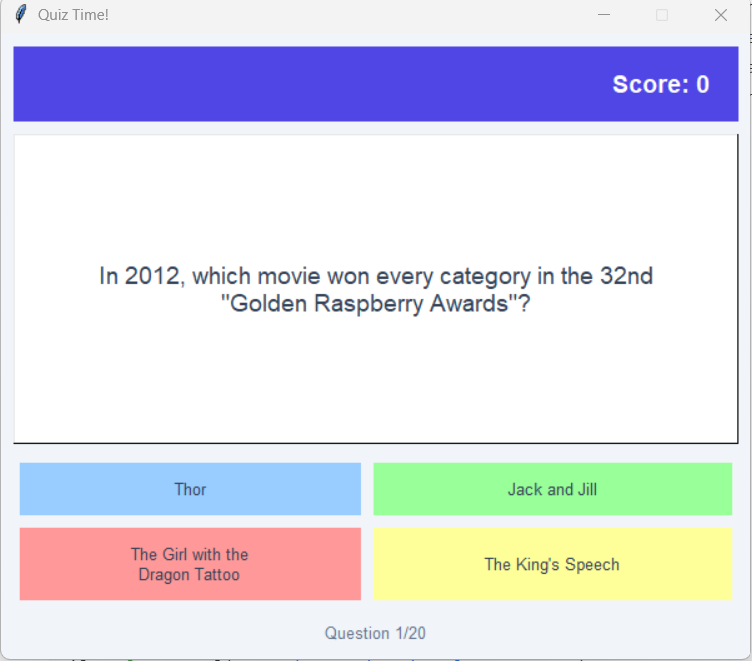 Quiz Time!
Score: 0
In 2012, which movie won every category in the 32nd
"Golden Raspberry Awards"?
Thor
Jack and Jill
The Girl with the
Dragon Tattoo
The King's Speech
Question 1/20